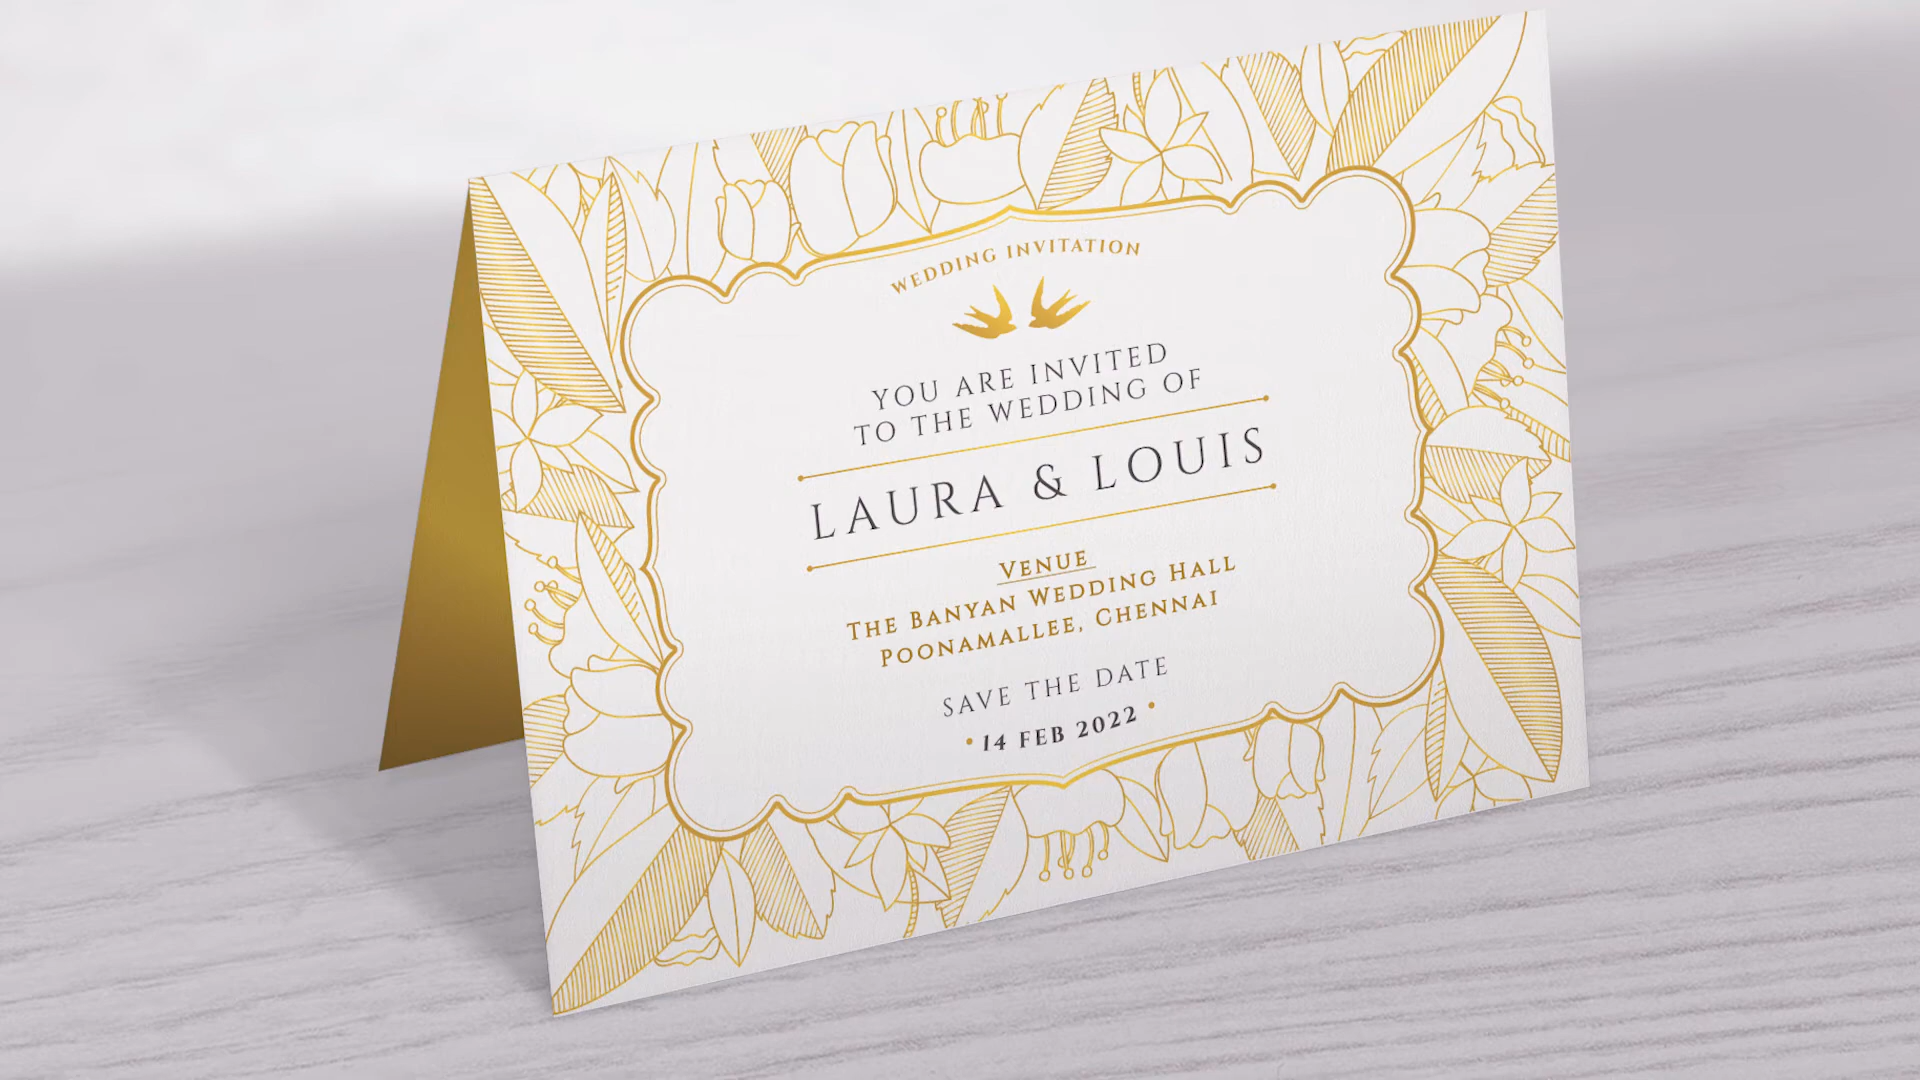 WEDDING INVITATION
YOU ARE INVITED
TO THE WEDDING OF
LAURA & LOUIS
VENUE
THE BANYAN WEDDING HALL
POONAMALLEE, CHENNAI
SAVE THE DATE
• 14 FEB 2022 •